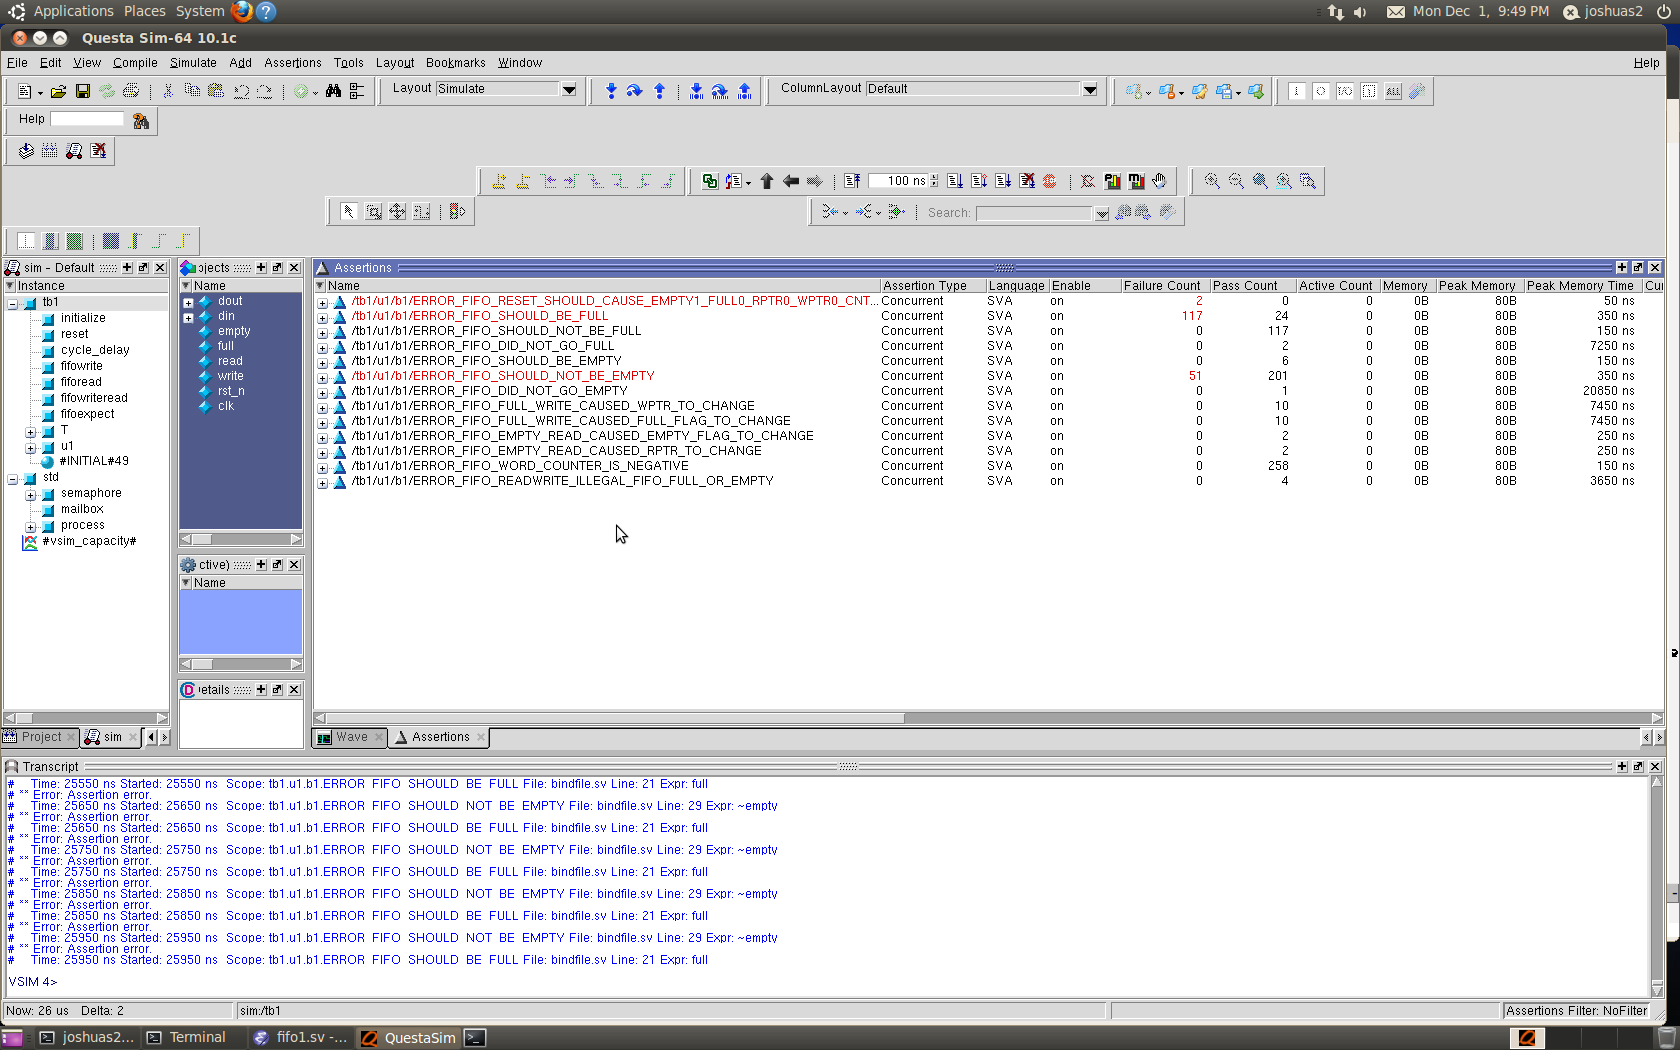 Applications Places System Mon Dec 1, 9:49 PM joshuas2
Questa Sim-64 10.1c
File Edit View Compile Simulate Add Assertions Tools Layout Bookmarks Window Help
Layout Simulate ColumnLayout Default
Help
100 ns
Search:
sim - Default
Instance
tb1
initialize
reset
cycle_delay
fifowrite
fiforead
fifowriteread
fifoexpect
T
u1
#INITIAL#49
std
semaphore
mailbox
process
#vsim_capacity#
Project sim
jects
Name
dout
din
empty
full
read
write
rst_n
clk
ctive)
Name
etails
Assertions
Name Assertion Type Language Enable Failure Count Pass Count Active Count Memory Peak Memory Peak Memory Time Cu
/tb1/u1/b1/ERROR_FIFO_RESET_SHOULD_CAUSE_EMPTY1_FULL0_RPTR0_WPTR0_CNT... Concurrent SVA on 2 0 0 0B 80B 50 ns
/tb1/u1/b1/ERROR_FIFO_SHOULD_BE_FULL Concurrent SVA on 117 24 0 0B 80B 350 ns
/tb1/u1/b1/ERROR_FIFO_SHOULD_NOT_BE_FULL Concurrent SVA on 0 117 0 0B 80B 150 ns
/tb1/u1/b1/ERROR_FIFO_DID_NOT_GO_FULL Concurrent SVA on 0 2 0 0B 80B 7250 ns
/tb1/u1/b1/ERROR_FIFO_SHOULD_BE_EMPTY Concurrent SVA on 0 6 0 0B 80B 150 ns
/tb1/u1/b1/ERROR_FIFO_SHOULD_NOT_BE_EMPTY Concurrent SVA on 51 201 0 0B 80B 350 ns
/tb1/u1/b1/ERROR_FIFO_DID_NOT_GO_EMPTY Concurrent SVA on 0 1 0 0B 80B 20850 ns
/tb1/u1/b1/ERROR_FIFO_FULL_WRITE_CAUSED_WPTR_TO_CHANGE Concurrent SVA on 0 10 0 0B 80B 7450 ns
/tb1/u1/b1/ERROR_FIFO_FULL_WRITE_CAUSED_FULL_FLAG_TO_CHANGE Concurrent SVA on 0 10 0 0B 80B 7450 ns
/tb1/u1/b1/ERROR_FIFO_EMPTY_READ_CAUSED_EMPTY_FLAG_TO_CHANGE Concurrent SVA on 0 2 0 0B 80B 250 ns
/tb1/u1/b1/ERROR_FIFO_EMPTY_READ_CAUSED_RPTR_TO_CHANGE Concurrent SVA on 0 2 0 0B 80B 250 ns
/tb1/u1/b1/ERROR_FIFO_WORD_COUNTER_IS_NEGATIVE Concurrent SVA on 0 258 0 0B 80B 150 ns
/tb1/u1/b1/ERROR_FIFO_READWRITE_ILLEGAL_FIFO_FULL_OR_EMPTY Concurrent SVA on 0 4 0 0B 80B 3650 ns
Wave Assertions
Transcript
# Time: 25550 ns Started: 25550 ns Scope: tb1.u1.b1.ERROR_FIFO_SHOULD_BE_FULL File: bindfile.sv Line: 21 Expr: full
# ** Error: Assertion error.
# Time: 25650 ns Started: 25650 ns Scope: tb1.u1.b1.ERROR_FIFO_SHOULD_NOT_BE_EMPTY File: bindfile.sv Line: 29 Expr: ~empty
# ** Error: Assertion error.
# Time: 25650 ns Started: 25650 ns Scope: tb1.u1.b1.ERROR_FIFO_SHOULD_BE_FULL File: bindfile.sv Line: 21 Expr: full
# ** Error: Assertion error.
# Time: 25750 ns Started: 25750 ns Scope: tb1.u1.b1.ERROR_FIFO_SHOULD_NOT_BE_EMPTY File: bindfile.sv Line: 29 Expr: ~empty
# ** Error: Assertion error.
# Time: 25750 ns Started: 25750 ns Scope: tb1.u1.b1.ERROR_FIFO_SHOULD_BE_FULL File: bindfile.sv Line: 21 Expr: full
# ** Error: Assertion error.
# Time: 25850 ns Started: 25850 ns Scope: tb1.u1.b1.ERROR_FIFO_SHOULD_NOT_BE_EMPTY File: bindfile.sv Line: 29 Expr: ~empty
# ** Error: Assertion error.
# Time: 25850 ns Started: 25850 ns Scope: tb1.u1.b1.ERROR_FIFO_SHOULD_BE_FULL File: bindfile.sv Line: 21 Expr: full
# ** Error: Assertion error.
# Time: 25950 ns Started: 25950 ns Scope: tb1.u1.b1.ERROR_FIFO_SHOULD_NOT_BE_EMPTY File: bindfile.sv Line: 29 Expr: ~empty
# ** Error: Assertion error.
# Time: 25950 ns Started: 25950 ns Scope: tb1.u1.b1.ERROR_FIFO_SHOULD_BE_FULL File: bindfile.sv Line: 21 Expr: full
VSIM 4>
Now: 26 us Delta: 2 sim:/tb1 Assertions Filter: NoFilter
joshuas2... Terminal fifo1.sv -... QuestaSim